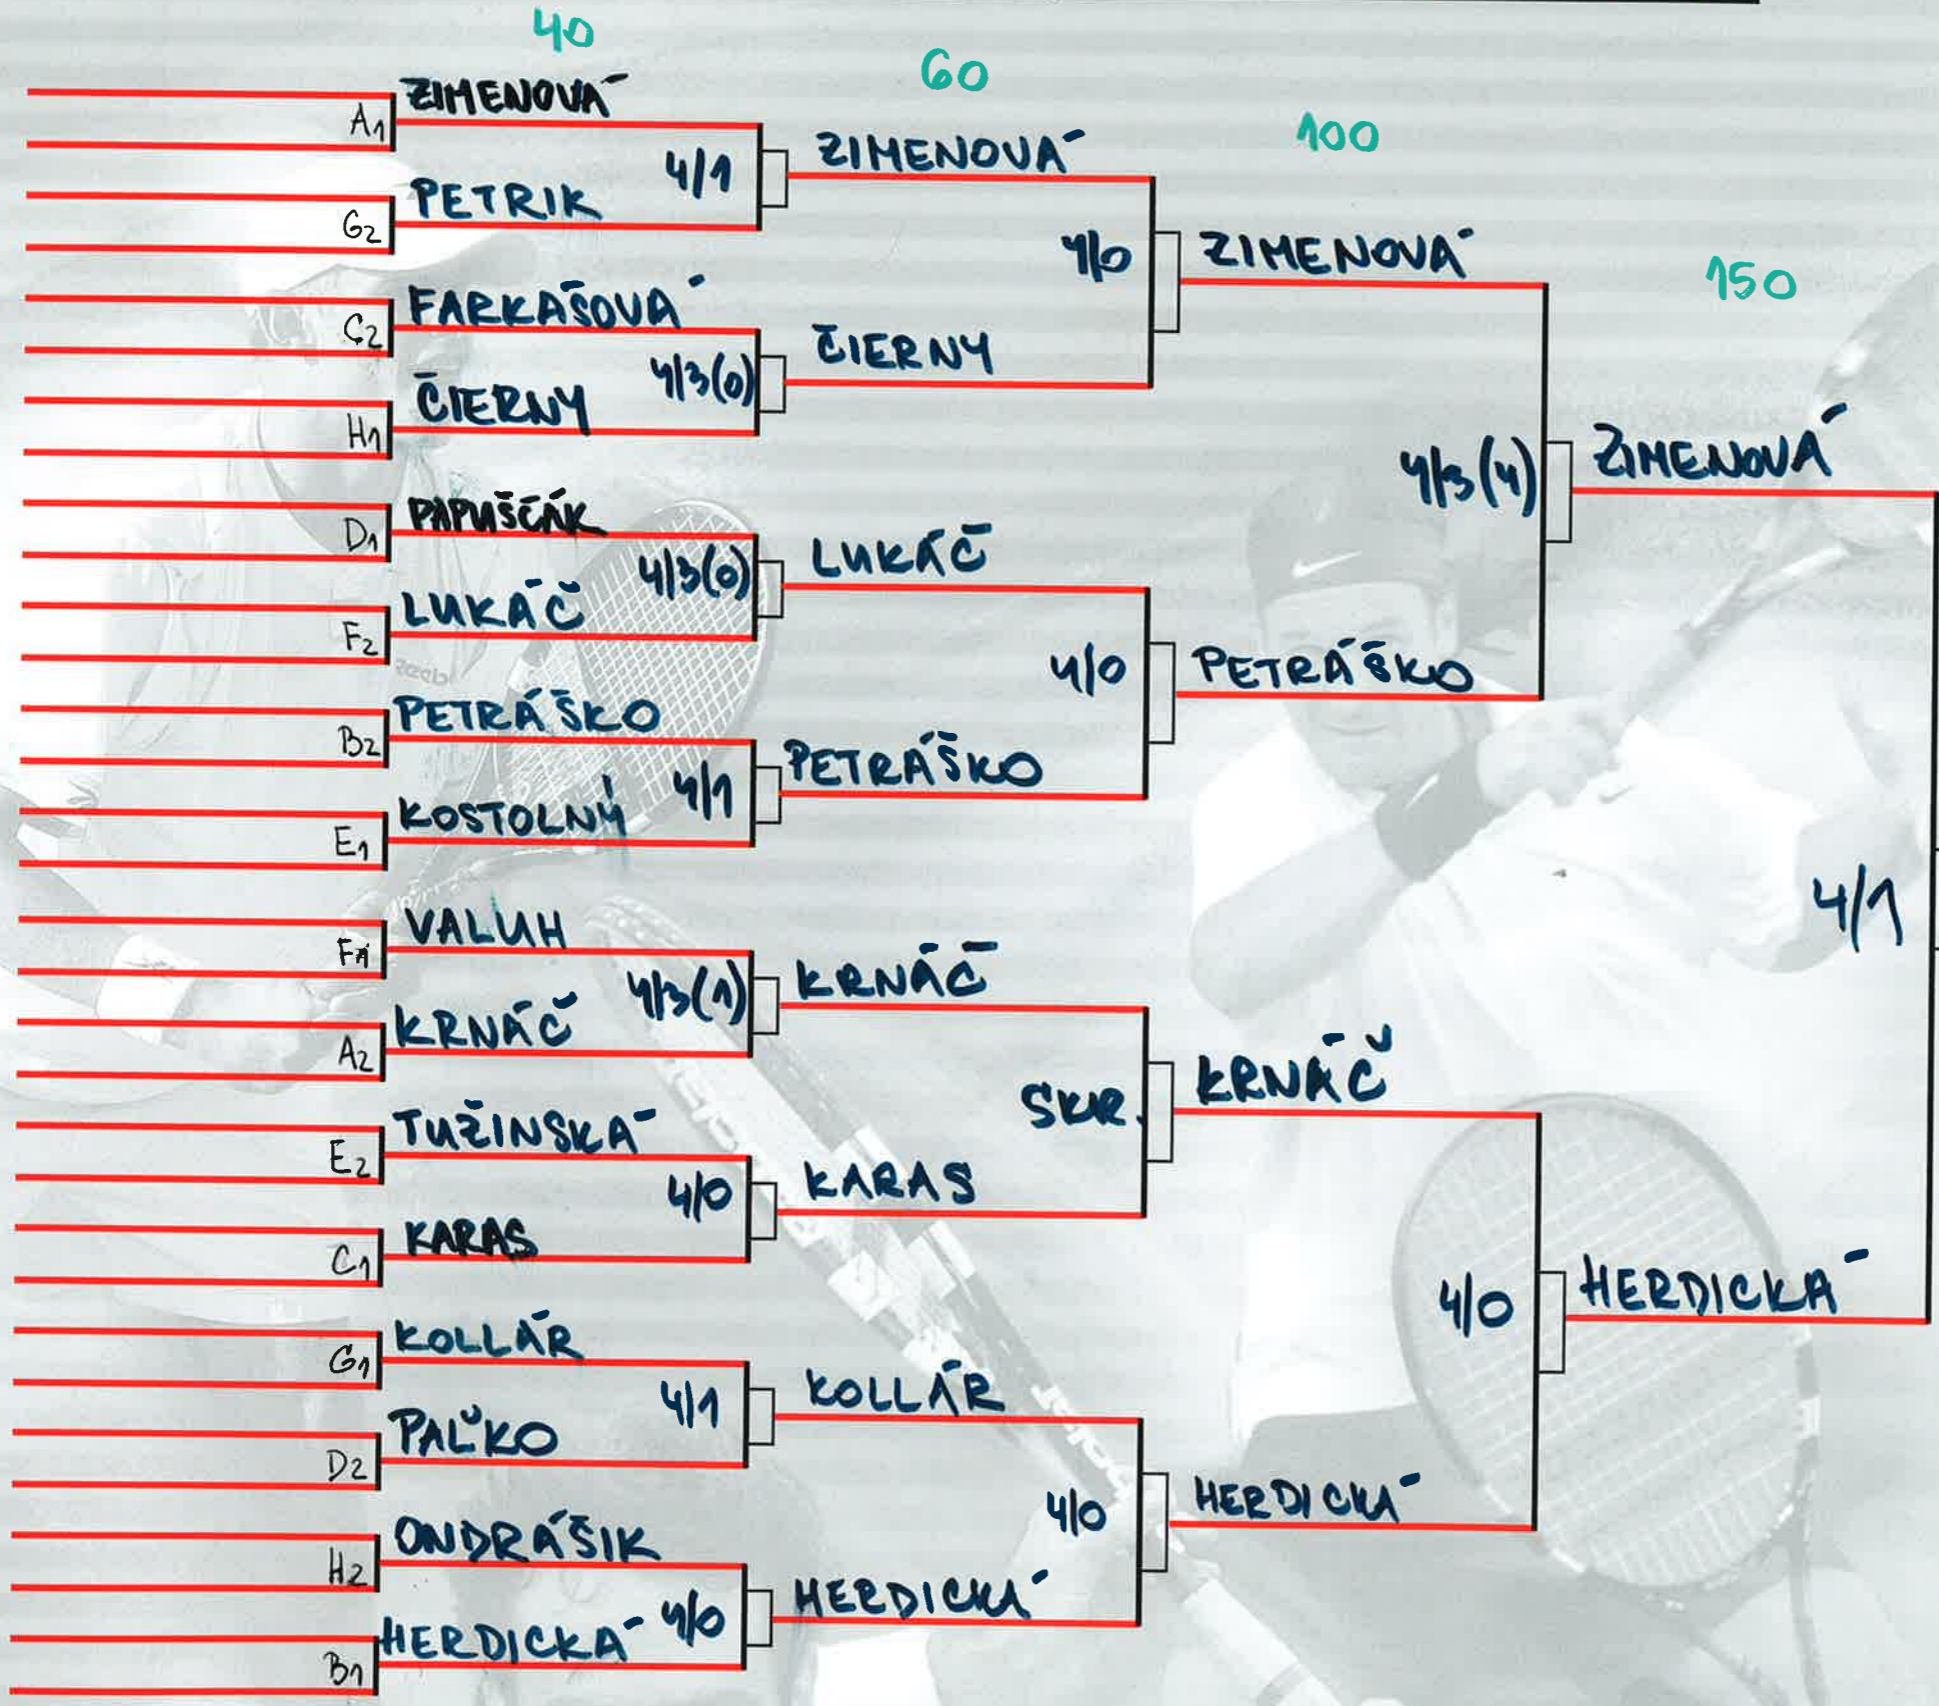 40
60
100
150
A1 ZIMENOVÁ
4/1 ZIMENOVÁ
G2 PETRIK
4/0 ZIMENOVÁ
C2 FARKAŠOVÁ
4/3(0) ČIERNY
H1 ČIERNY
4/3(4) ZIMENOVÁ
D1 PAPUŠČÁK
4/3(0) LUKÁČ
F2 LUKÁČ
4/0 PETRÁŠKO
B2 PETRÁŠKO
4/1 PETRÁŠKO
E1 KOSTOLNÝ
4/1
F1 VALUH
4/3(1) KRNÁČ
A2 KRNÁČ
SKR. KRNÁČ
E2 TUŽINSKÁ
4/0 KARAS
C1 KARAS
4/0 HERDICKÁ
G1 KOLLÁR
4/1 KOLLÁR
D2 PAĽKO
4/0 HERDICKÁ
H2 ONDRÁŠIK
4/0 HERDICKÁ
B1 HERDICKÁ